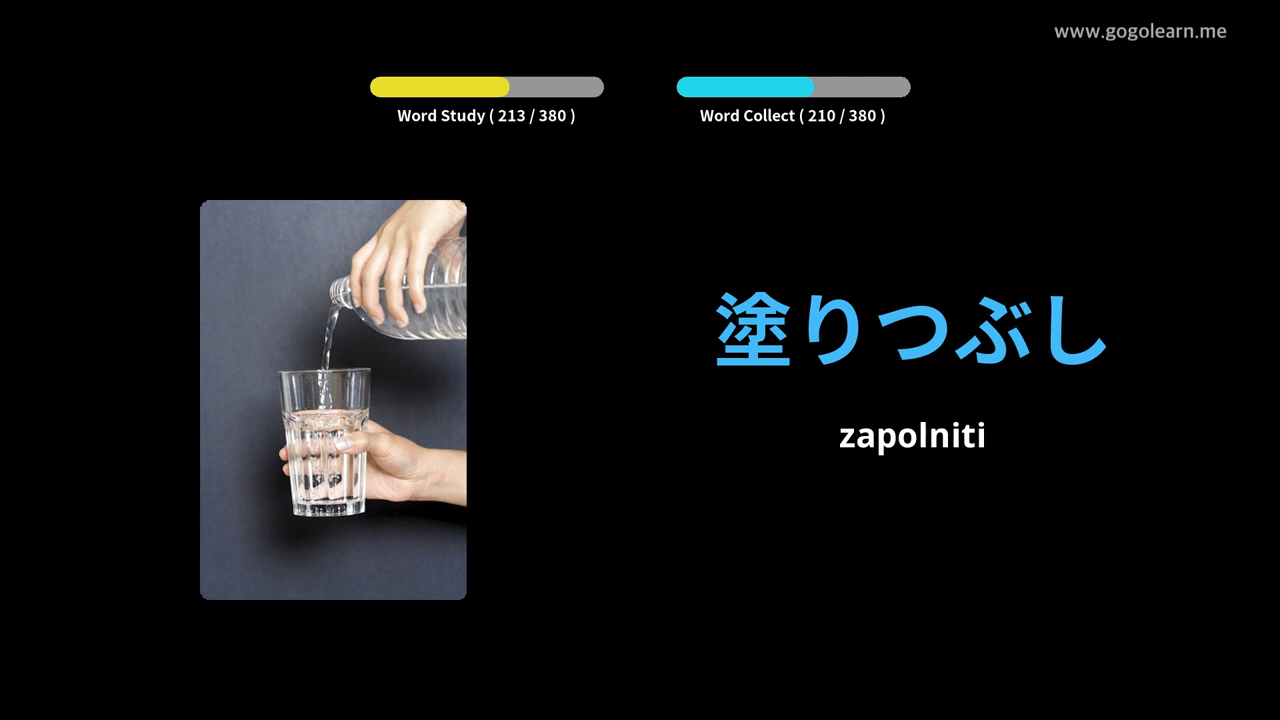 www.gogolearn.me
Word Study ( 213 / 380 )
Word Collect ( 210 / 380 )
塗りつぶし
zapolniti